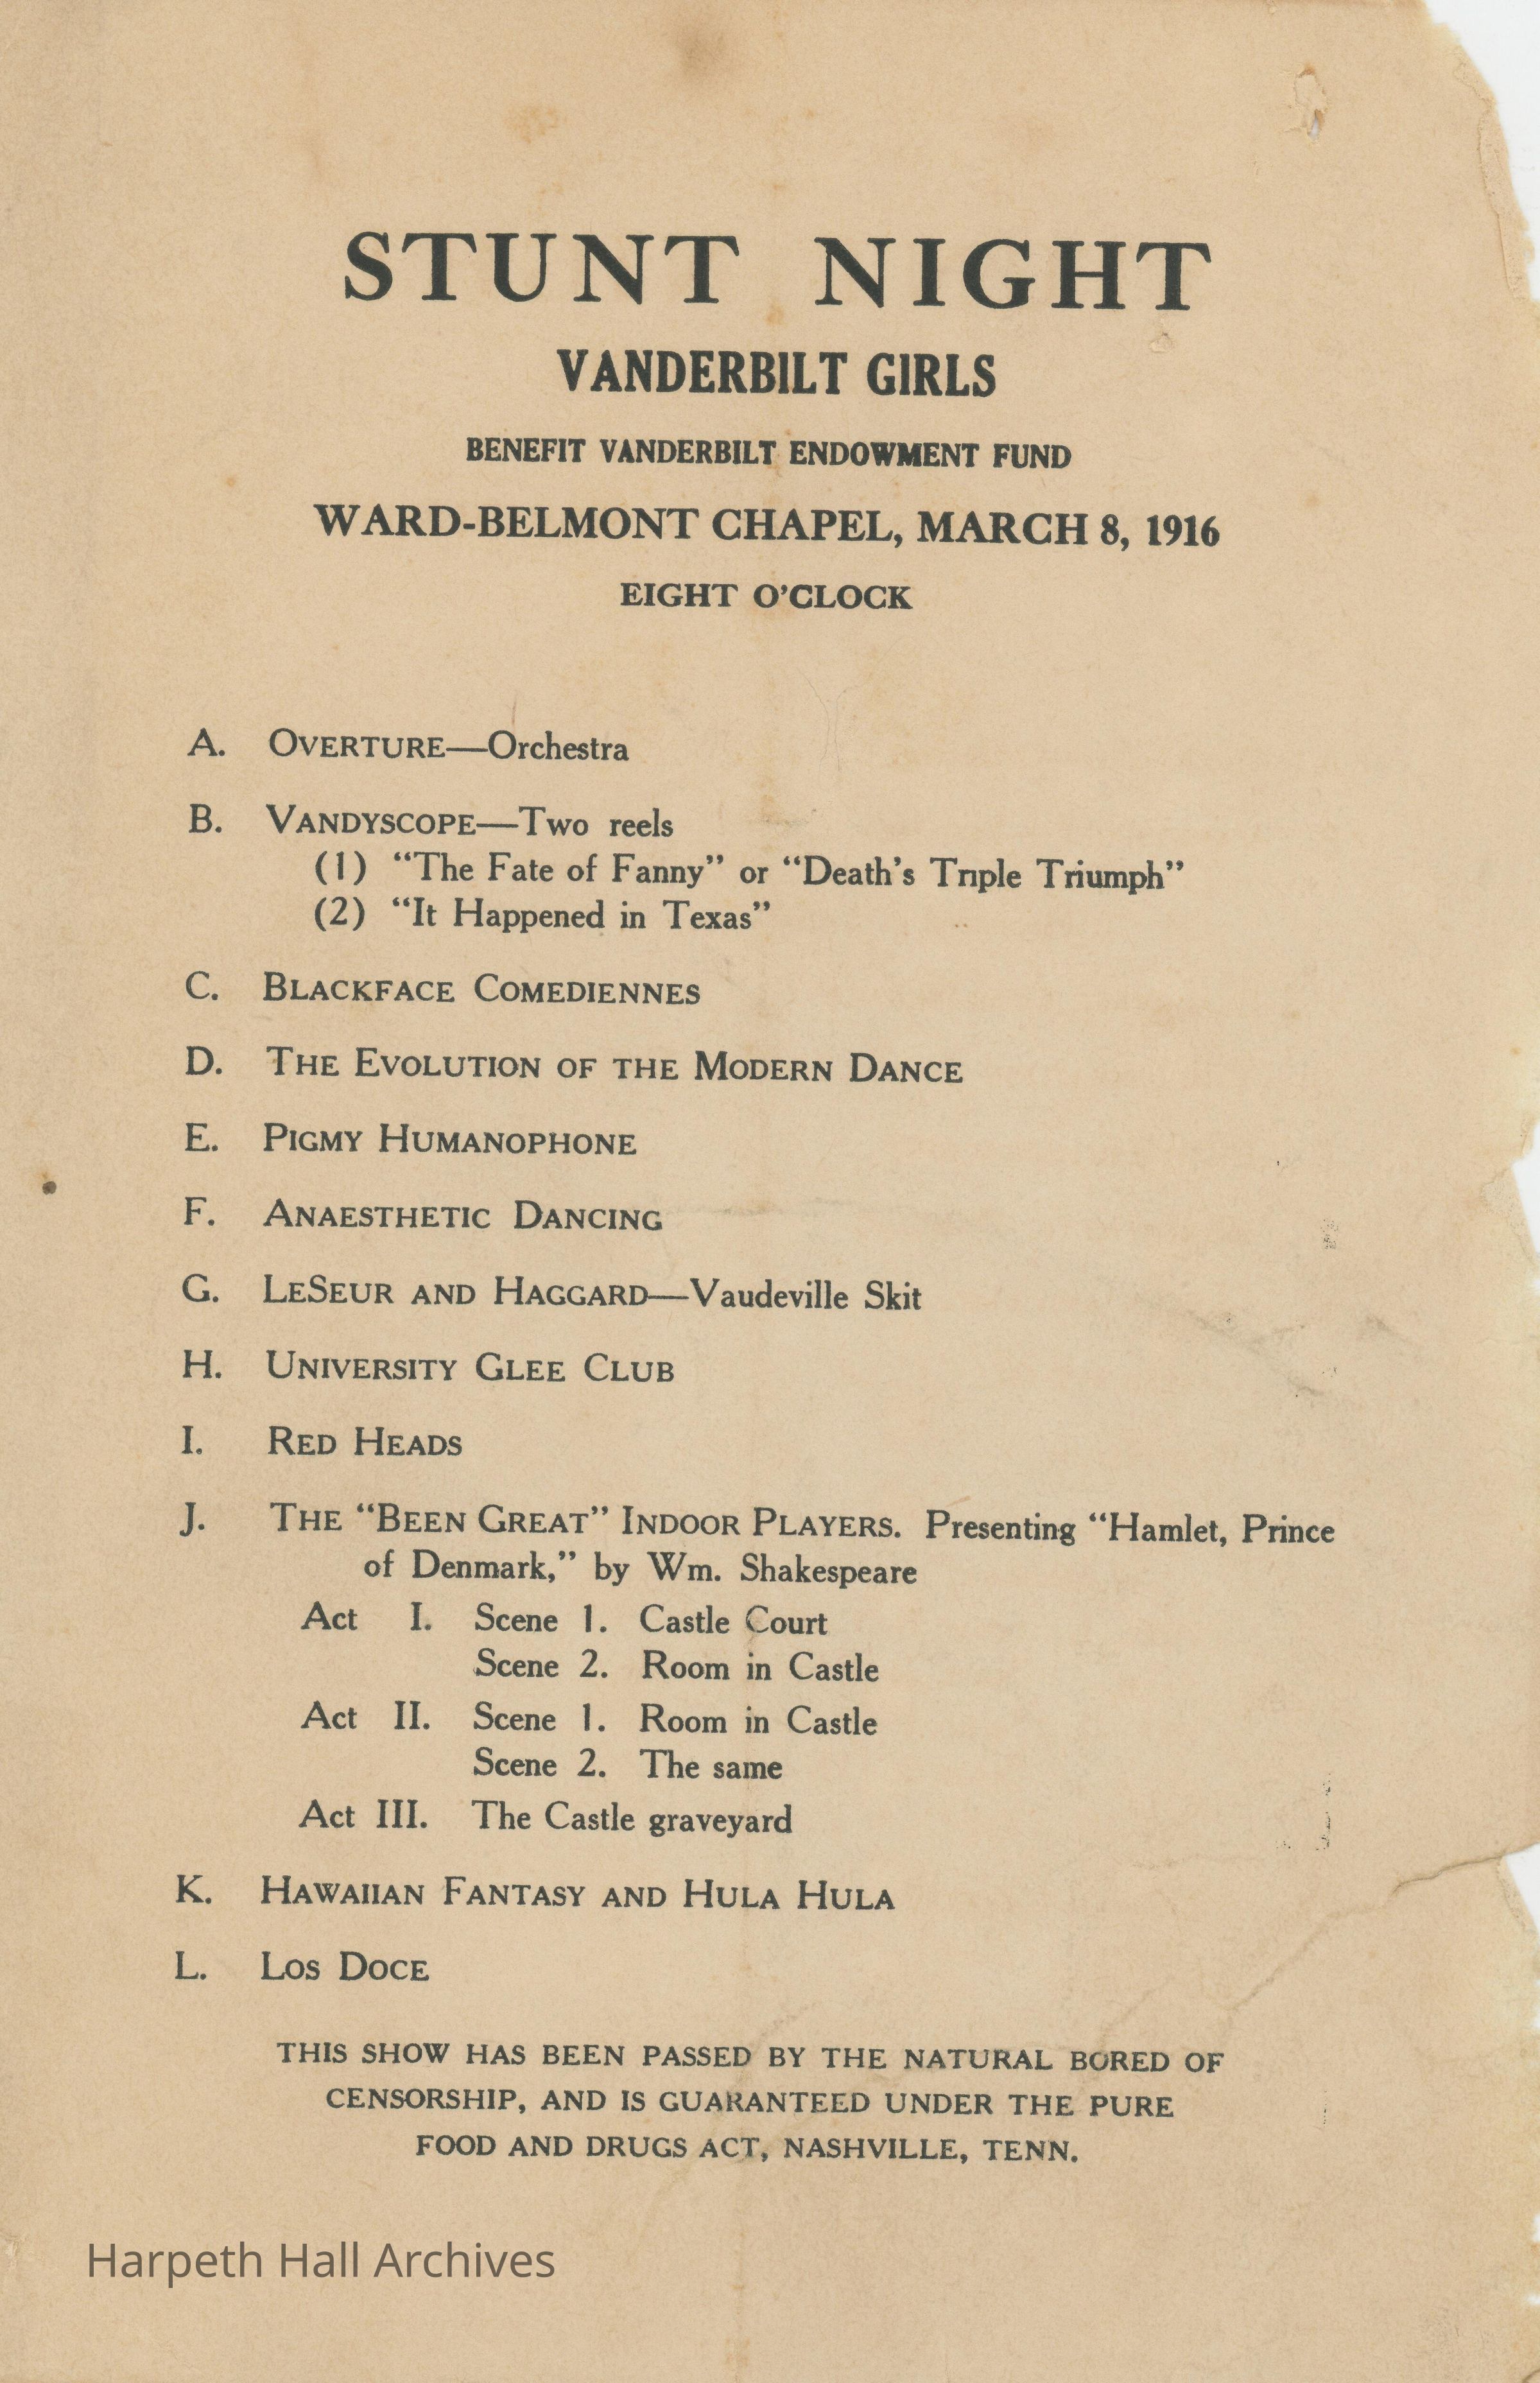 STUNT NIGHT
VANDERBILT GIRLS
BENEFIT VANDERBILT ENDOWMENT FUND
WARD-BELMONT CHAPEL, MARCH 8, 1916
EIGHT O'CLOCK
A. OVERTURE—Orchestra
B. VANDYSCOPE—Two reels
(1) "The Fate of Fanny" or "Death's Triple Triumph"
(2) "It Happened in Texas"
C. BLACKFACE COMEDIENNES
D. THE EVOLUTION OF THE MODERN DANCE
E. PIGMY HUMANOPHONE
F. ANAESTHETIC DANCING
G. LESEUR AND HAGGARD—Vaudeville Skit
H. UNIVERSITY GLEE CLUB
I. RED HEADS
J. THE "BEEN GREAT" INDOOR PLAYERS. Presenting "Hamlet, Prince
of Denmark," by Wm. Shakespeare
Act I. Scene 1. Castle Court
Scene 2. Room in Castle
Act II. Scene 1. Room in Castle
Scene 2. The same
Act III. The Castle graveyard
K. HAWAIIAN FANTASY AND HULA HULA
L. LOS DOCE
THIS SHOW HAS BEEN PASSED BY THE NATURAL BORED OF
CENSORSHIP, AND IS GUARANTEED UNDER THE PURE
FOOD AND DRUGS ACT, NASHVILLE, TENN.
Harpeth Hall Archives